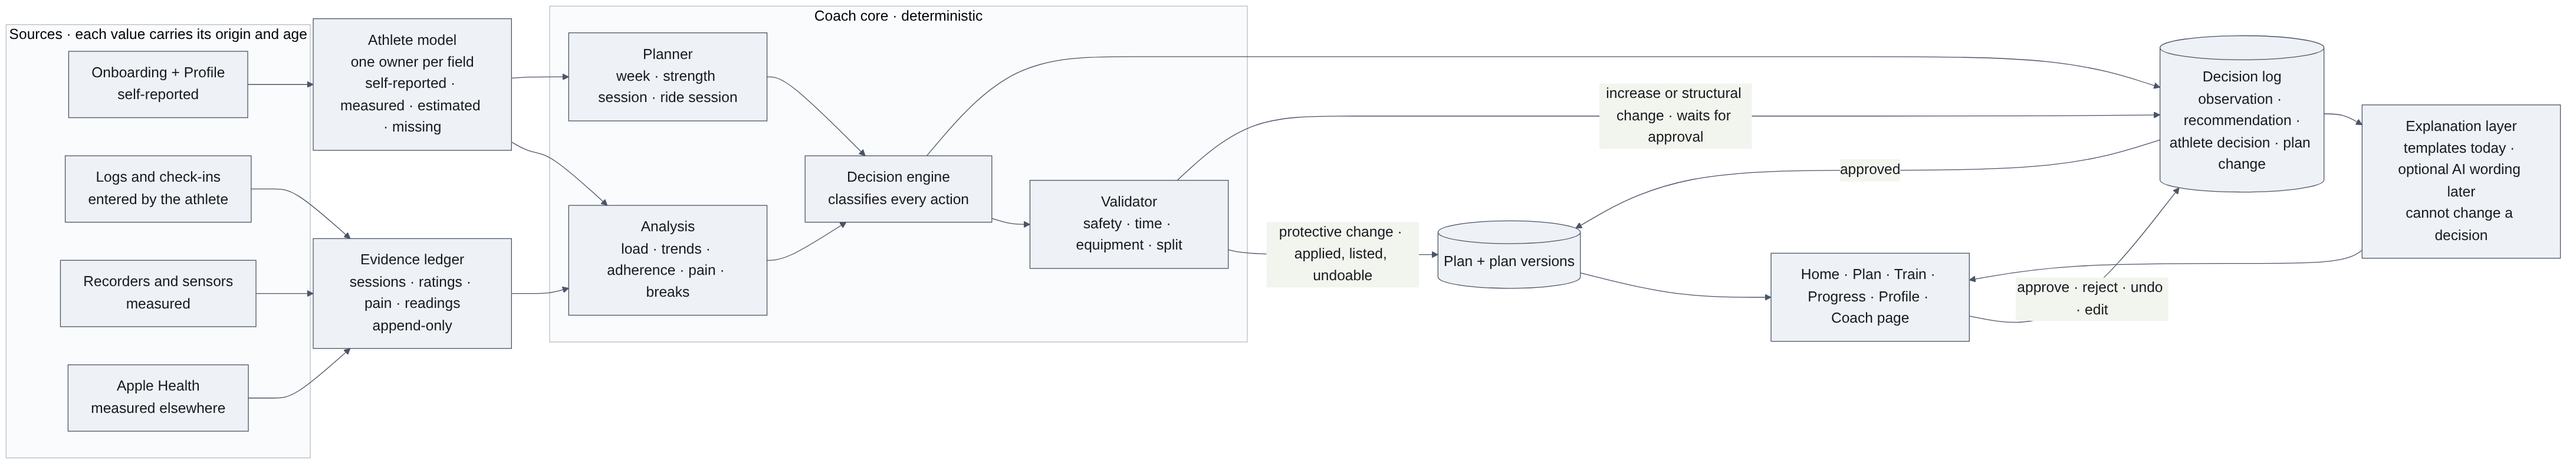 Sources · each value carries its origin and age
Onboarding + Profile
self-reported
Logs and check-ins
entered by the athlete
Recorders and sensors
measured
Apple Health
measured elsewhere
Athlete model
one owner per field
self-reported ·
measured · estimated
· missing
Evidence ledger
sessions · ratings ·
pain · readings
append-only
Coach core · deterministic
Planner
week · strength
session · ride session
Analysis
load · trends ·
adherence · pain ·
breaks
Decision engine
classifies every action
Validator
safety · time ·
equipment · split
protective change ·
applied, listed,
undoable
increase or structural
change · waits for
approval
approved
Plan + plan versions
Home · Plan · Train ·
Progress · Profile ·
Coach page
approve · reject · undo
· edit
Decision log
observation ·
recommendation ·
athlete decision · plan
change
Explanation layer
templates today ·
optional AI wording
later
cannot change a
decision